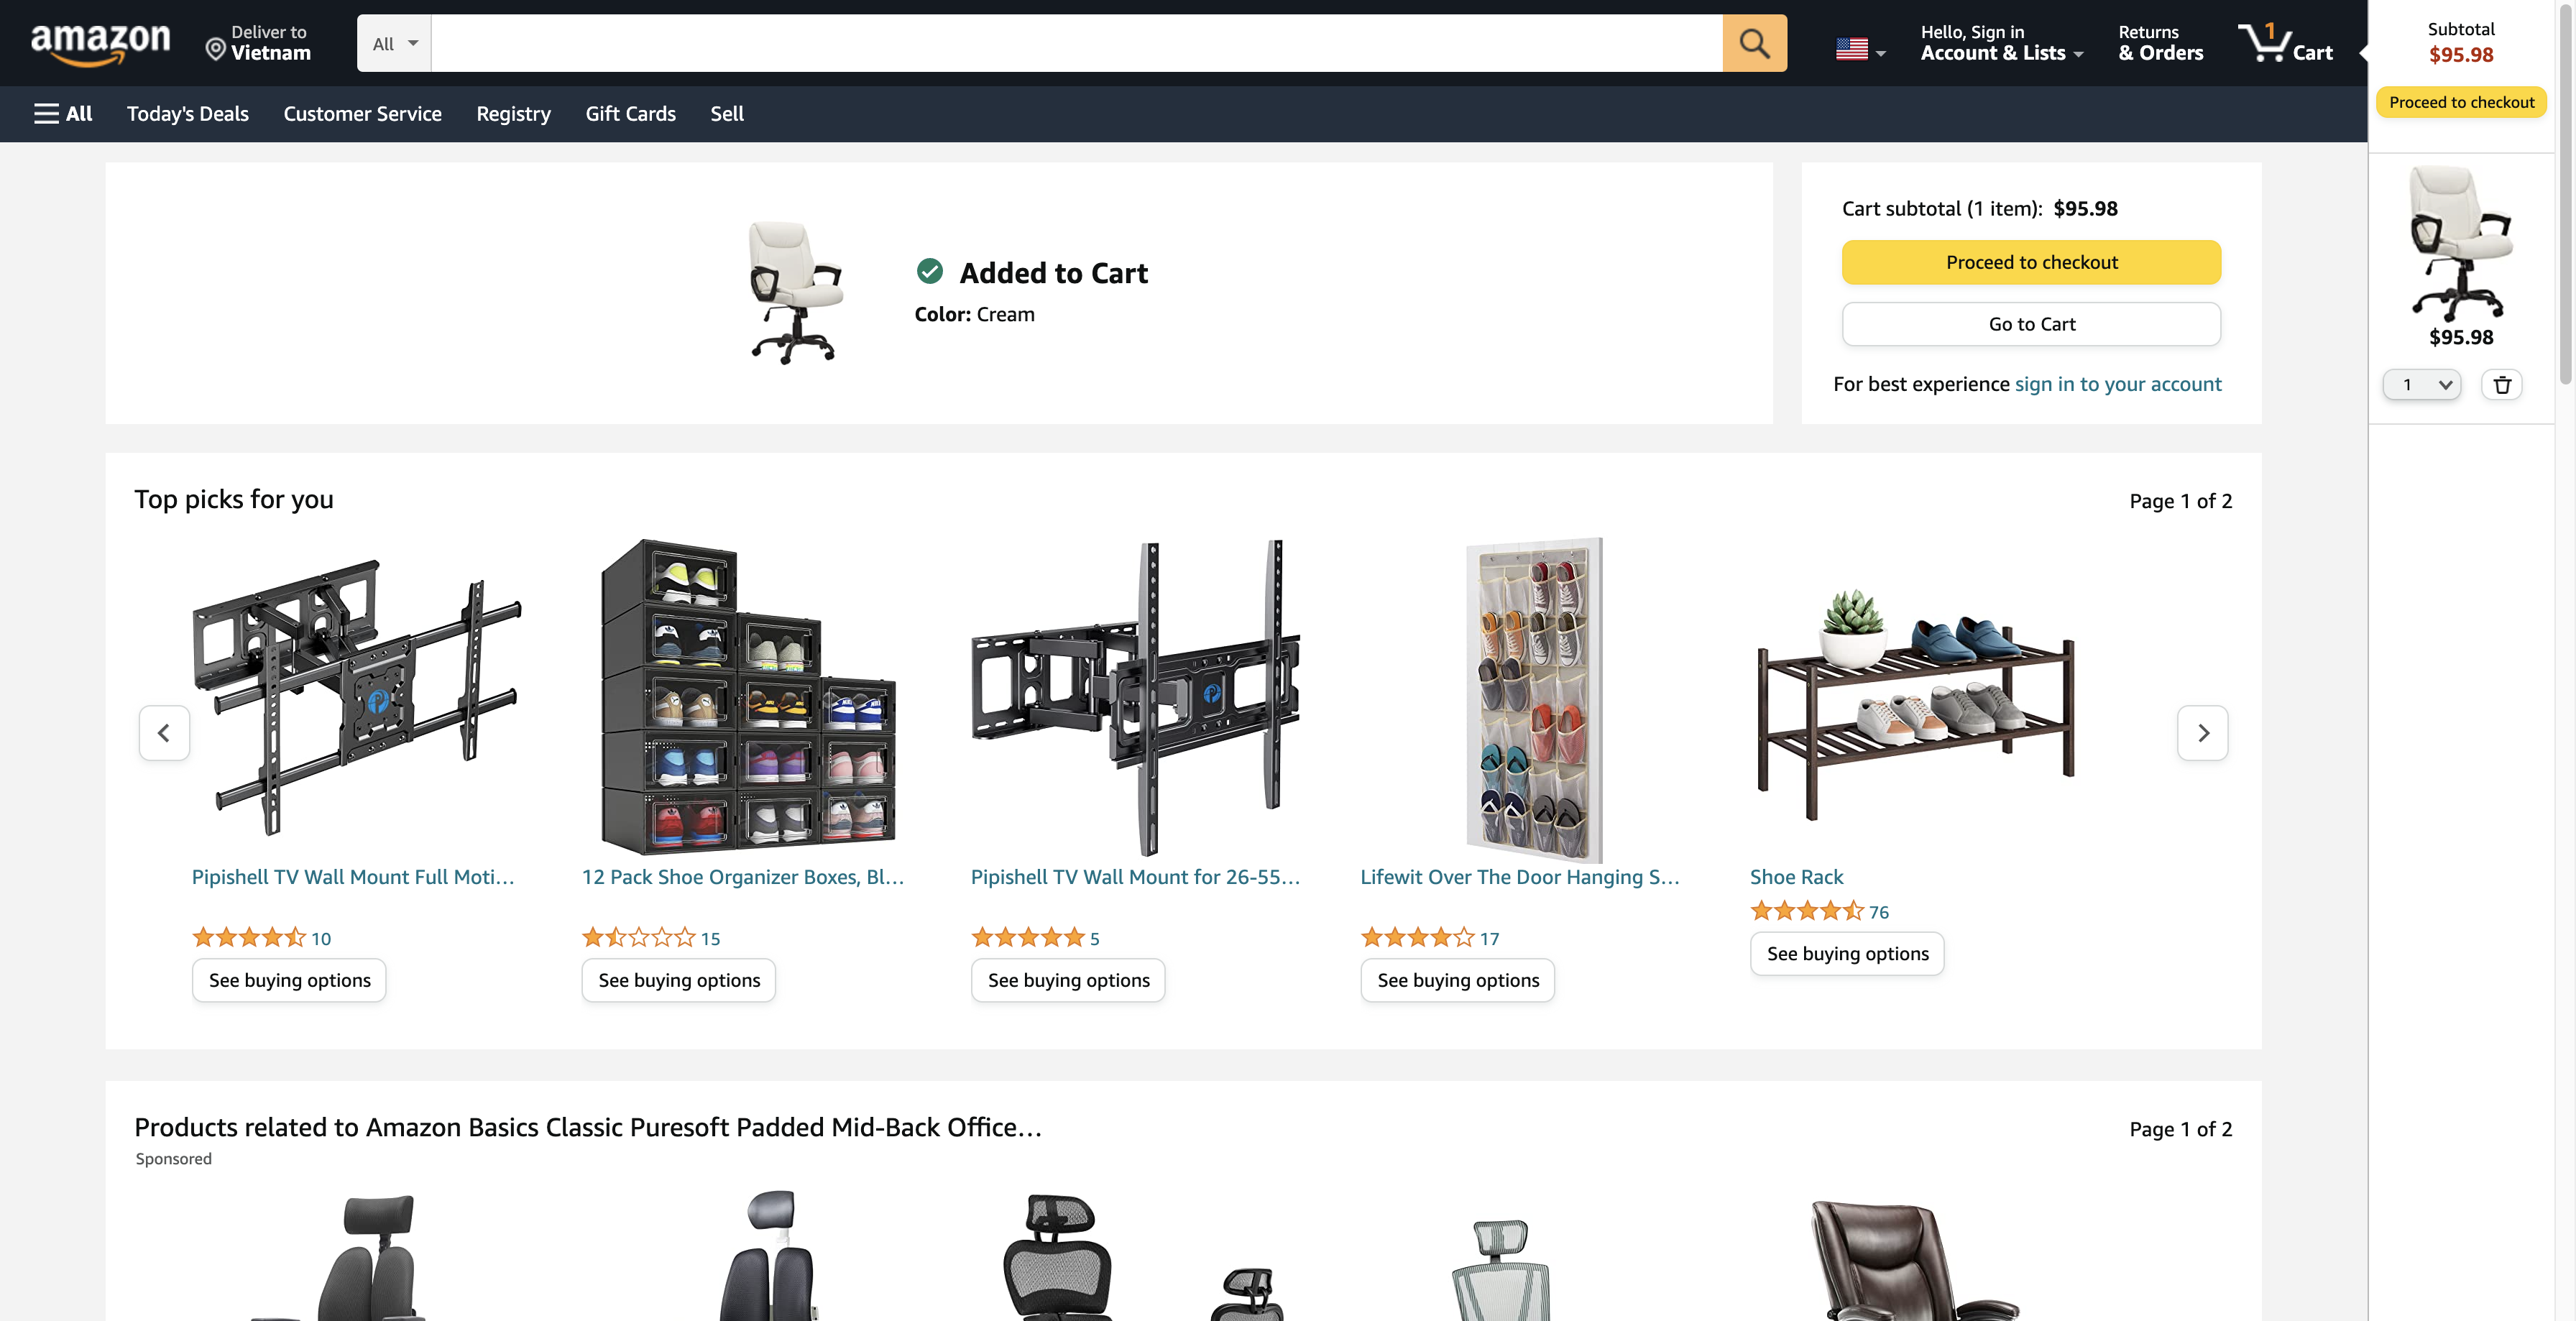 amazon
Deliver to
Vietnam
All
Hello, Sign in
Account & Lists
Returns
& Orders
1
Cart
All
Today's Deals
Customer Service
Registry
Gift Cards
Sell
Subtotal
$95.98
Proceed to checkout
$95.98
1
Added to Cart
Color: Cream
Cart subtotal (1 item): $95.98
Proceed to checkout
Go to Cart
For best experience sign in to your account
Top picks for you
Page 1 of 2
Pipishell TV Wall Mount Full Moti...
10
See buying options
12 Pack Shoe Organizer Boxes, Bl...
15
See buying options
Pipishell TV Wall Mount for 26-55...
5
See buying options
Lifewit Over The Door Hanging S...
17
See buying options
Shoe Rack
76
See buying options
Products related to Amazon Basics Classic Puresoft Padded Mid-Back Office...
Page 1 of 2
Sponsored